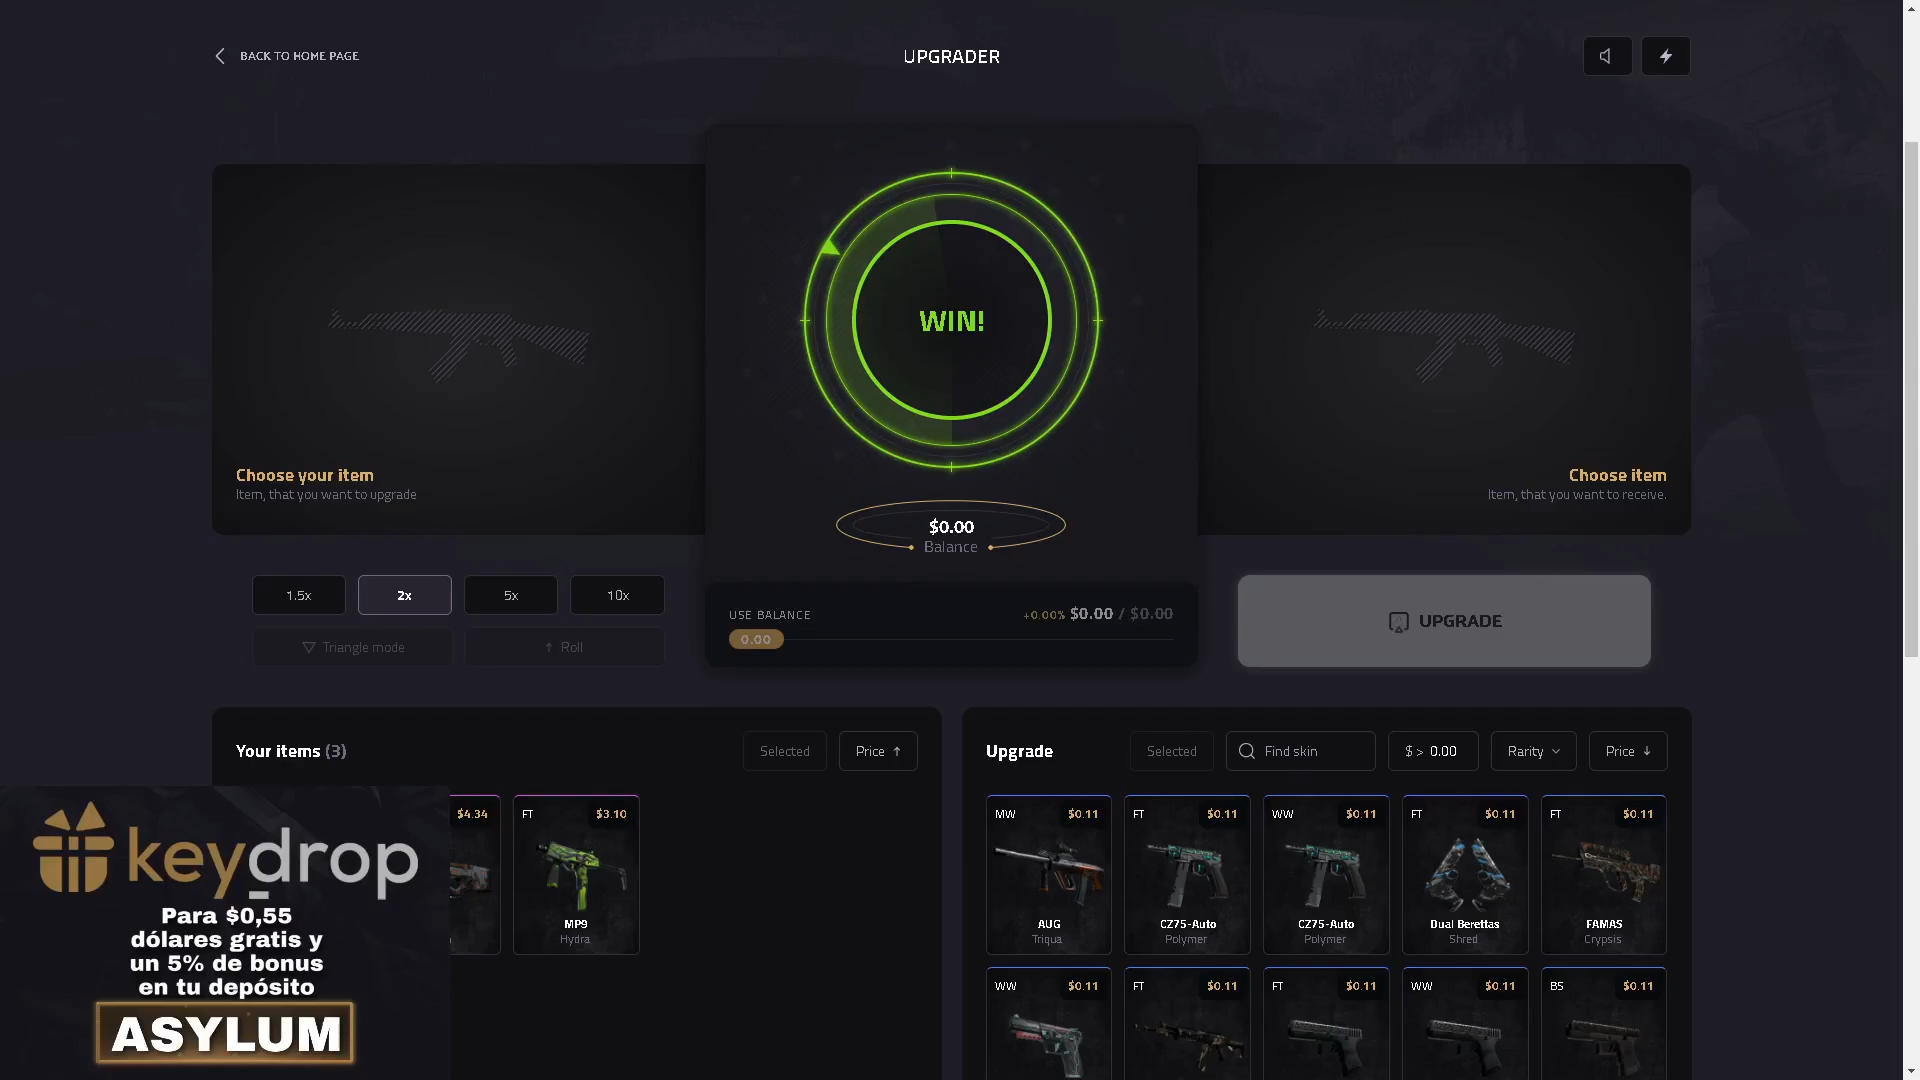 BACK TO HOME PAGE
UPGRADER
WIN!
Choose your item
Item, that you want to upgrade
Choose item
Item, that you want to receive.
$0.00
Balance
1.5x
2x
5x
10x
Triangle mode
Roll
USE BALANCE
+0.00% $0.00 / $0.00
0.00
UPGRADE
Your items (3)
Selected
Price
$4.34
FT $3.10
MP9
Hydra
Upgrade
Selected
Find skin
$ > 0.00
Rarity
Price
MW $0.11
AUG
Triqua
FT $0.11
CZ75-Auto
Polymer
WW $0.11
CZ75-Auto
Polymer
FT $0.11
Dual Berettas
Shred
FT $0.11
FAMAS
Crypsis
WW $0.11
FT $0.11
FT $0.11
WW $0.11
BS $0.11
keydrop
Para $0,55
dólares gratis y
un 5% de bonus
en tu depósito
ASYLUM